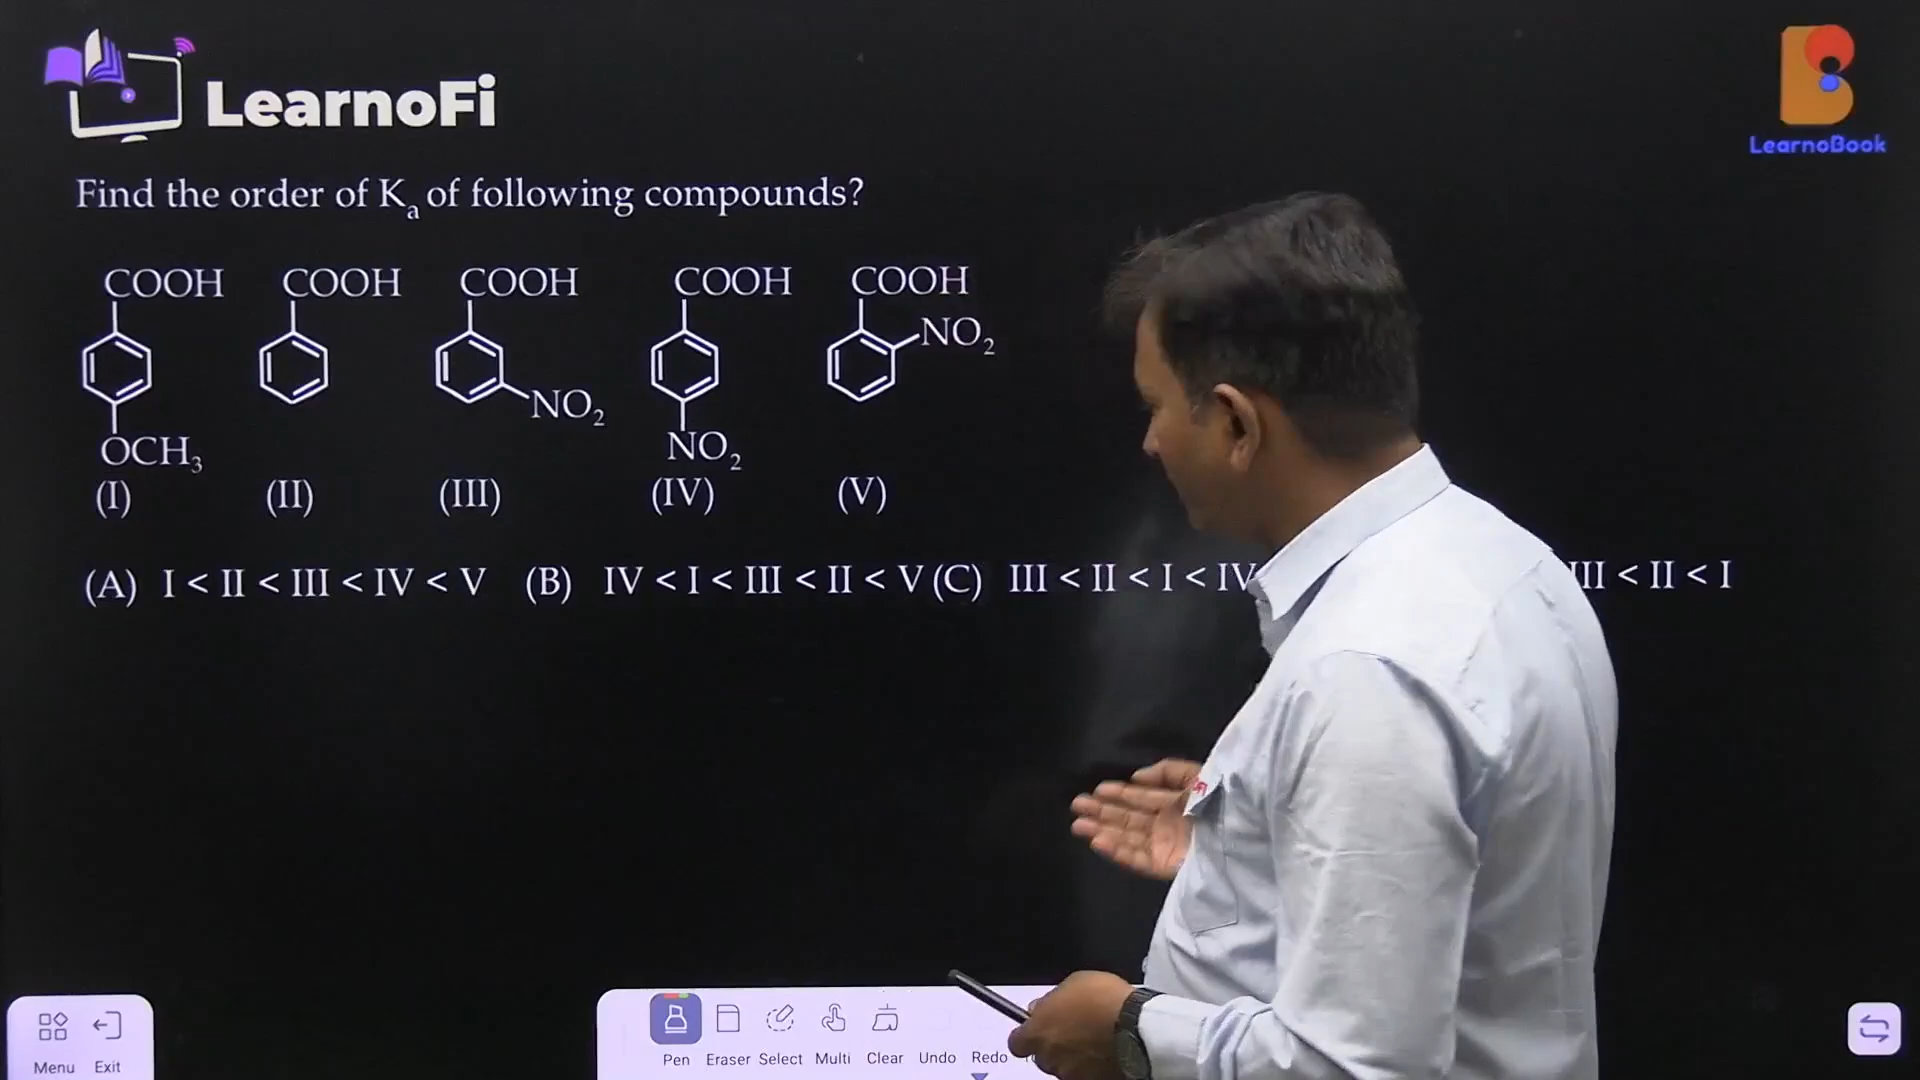 LearnoFi
LearnoBook
Find the order of Ka of following compounds?
COOH COOH COOH COOH COOH
NO2
NO2
OCH3 NO2
(I) (II) (III) (IV) (V)
(A) I < II < III < IV < V (B) IV < I < III < II < V (C) III < II < I < IV III < II < I
Menu Exit
Pen Eraser Select Multi Clear Undo Redo